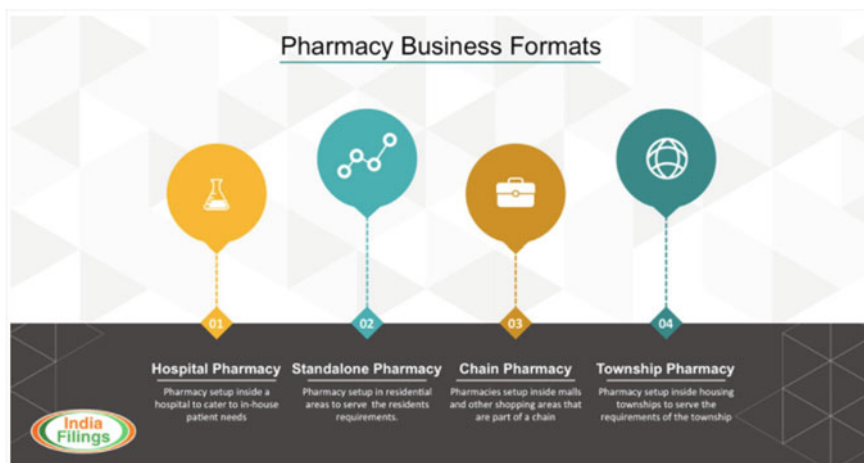 Pharmacy Business Formats
01
02
03
04
Hospital Pharmacy
Pharmacy setup inside a
hospital to cater to in-house
patient needs
Standalone Pharmacy
Pharmacy setup in residential
areas to serve the residents
requirements.
Chain Pharmacy
Pharmacies setup inside malls
and other shopping areas that
are part of a chain
Township Pharmacy
Pharmacy setup inside housing
townships to serve the
requirements of the township
India
Filings